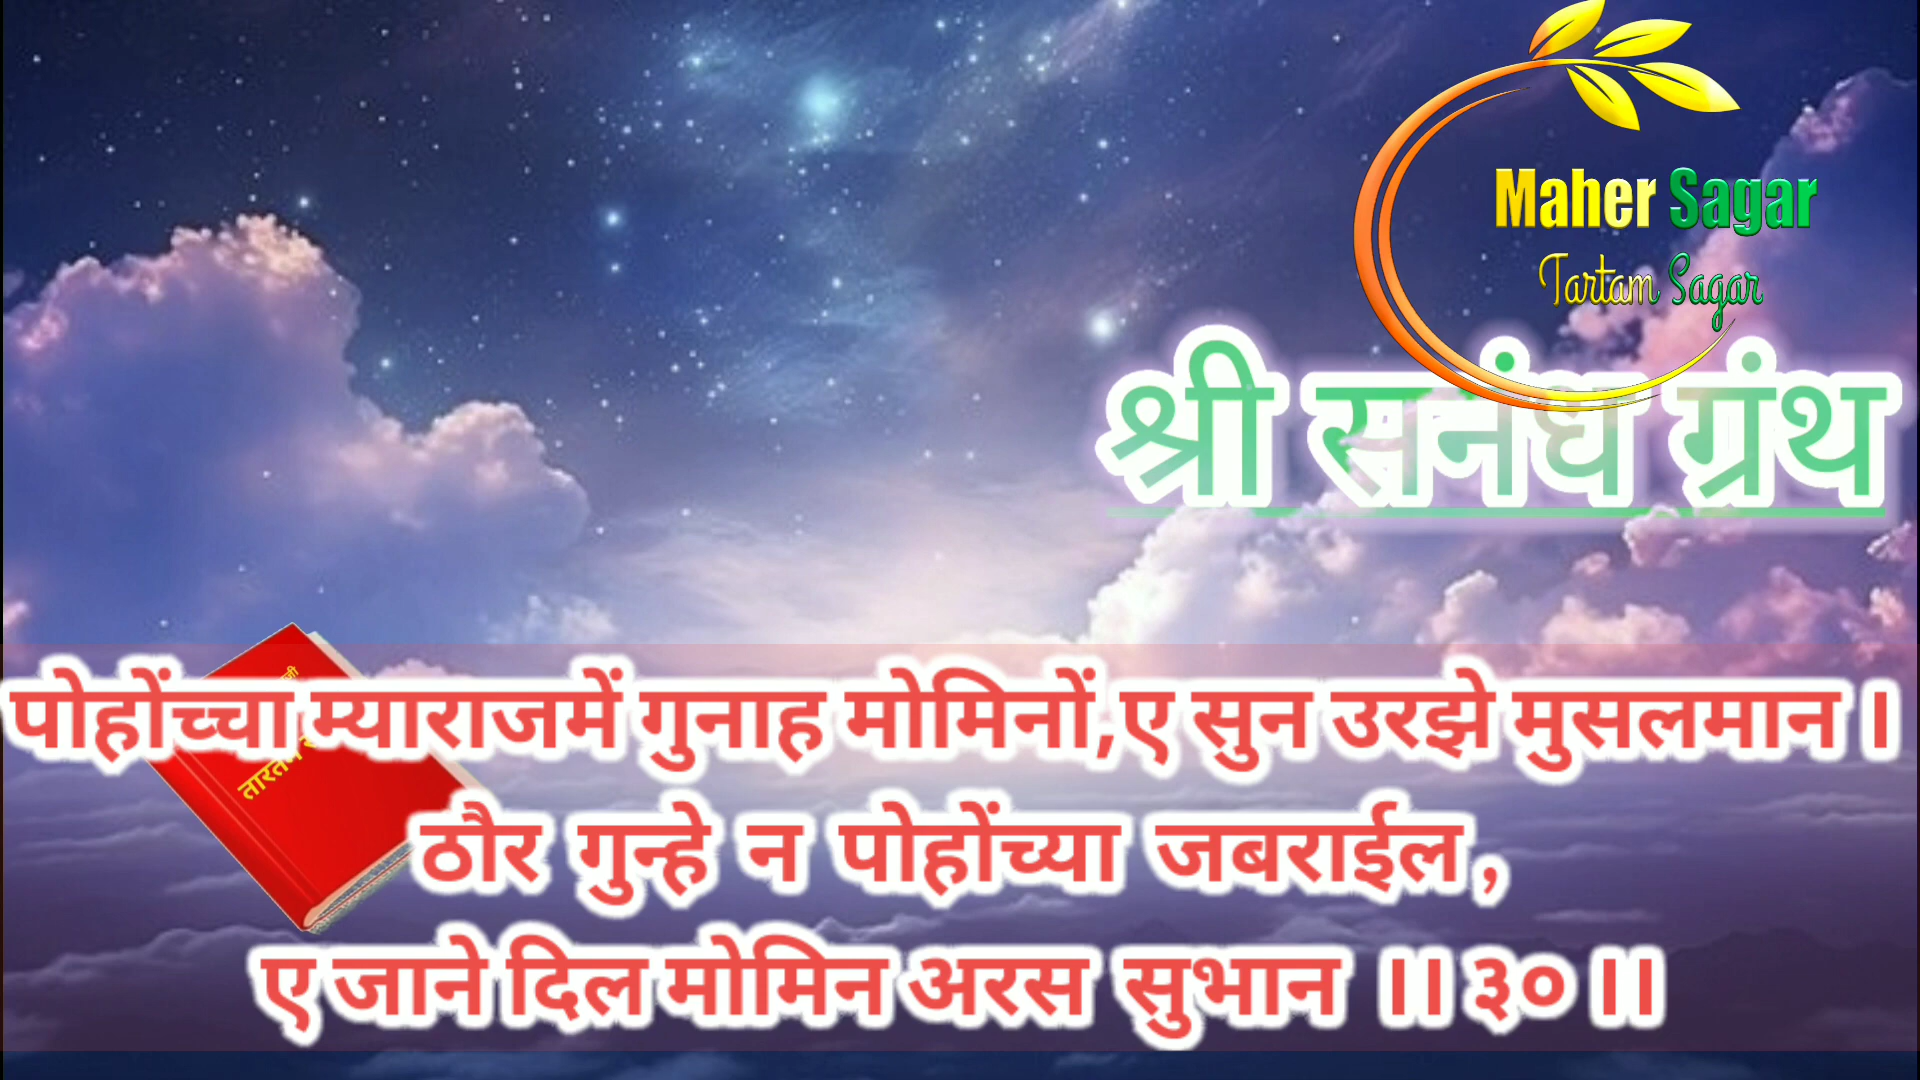 Maher Sagar
Tartam Sagar
श्री सनंध ग्रंथ
पोहोंच्चा म्याराजमें गुनाह मोमिनों,ए सुन उरझे मुसलमान ।
ठौर गुन्हे न पोहोंच्या जबराईल,
ए जाने दिल मोमिन अरस सुभान ।। ३० ।।